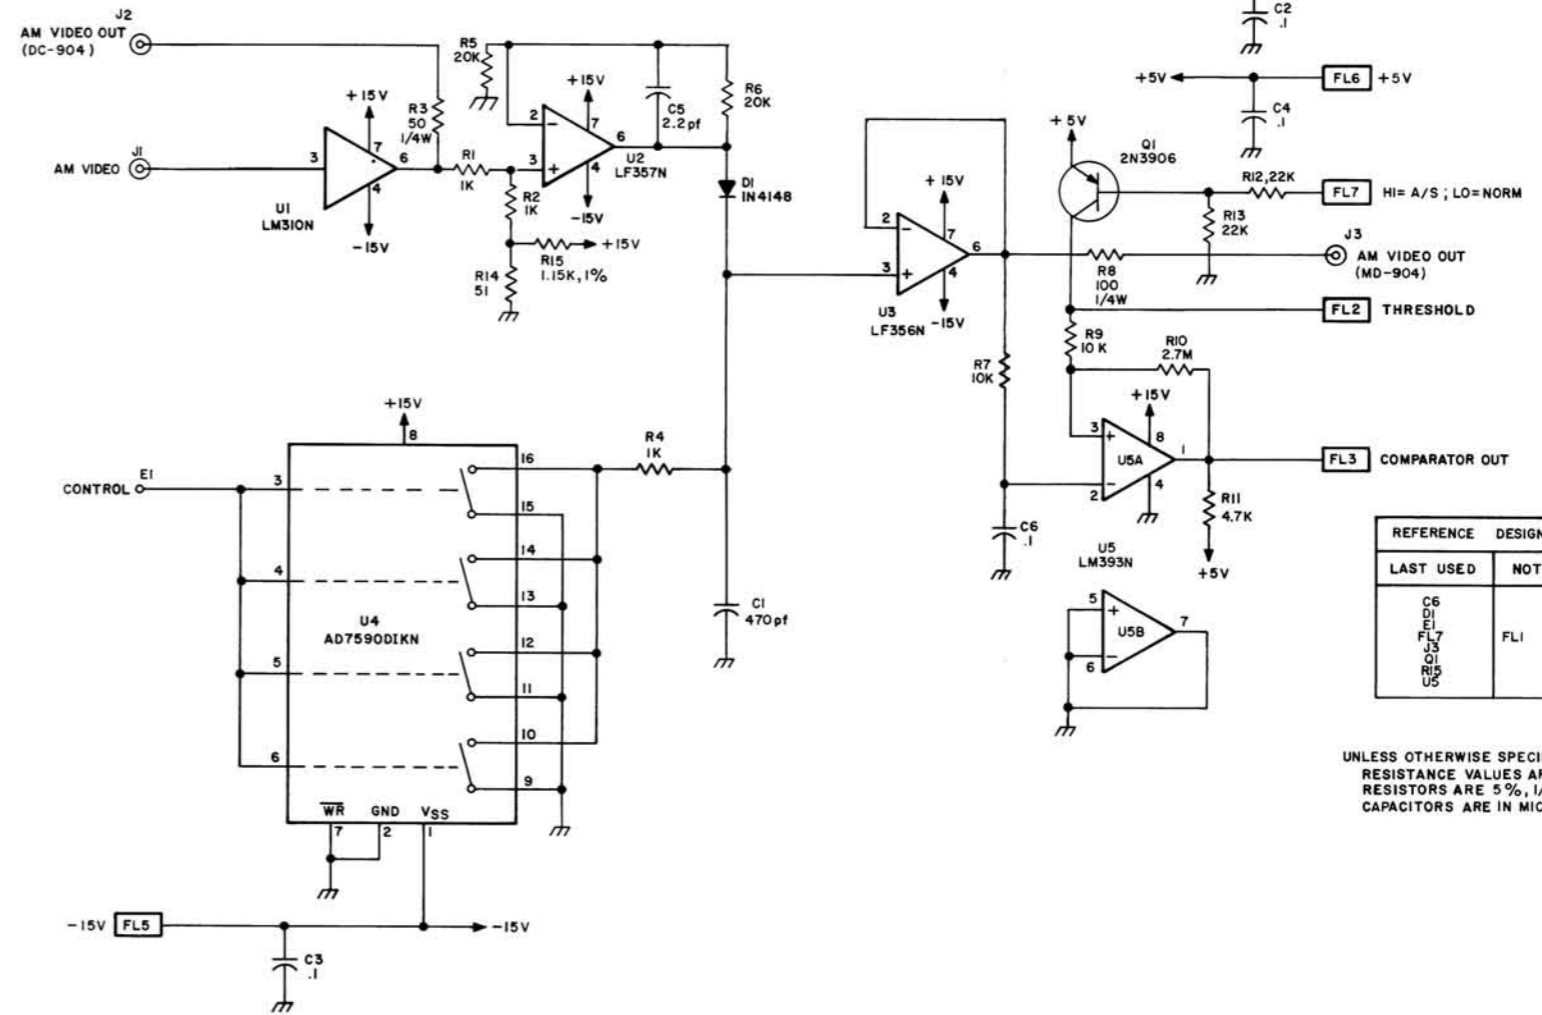 J2
AM VIDEO OUT
(DC-904)
J1
AM VIDEO
3
+15V
7
6
4
-15V
U1
LM310N
R3
50
1/4W
R1
1K
R2
1K
R5
20K
+15V
2
-
3
+
7
6
4
-15V
U2
LF357N
C5
2.2pf
R6
20K
R15
1.15K, 1%
+15V
R14
51
D1
IN4148
U3
LF356N
2
-
3
+
+15V
7
6
4
-15V
C2
.1
+5V
FL6
+5V
C4
.1
+5V
Q1
2N3906
R12, 22K
FL7
HI= A/S ; LO=NORM
R13
22K
J3
AM VIDEO OUT
(MD-904)
R8
100
1/4W
FL2
THRESHOLD
R9
10K
R10
2.7M
R7
10K
+15V
3
+
8
U5A
1
2
-
4
FL3
COMPARATOR OUT
R11
4.7K
+5V
C6
.1
U5
LM393N
5
+
U5B
7
6
-
CONTROL
E1
+15V
8
3
4
5
6
16
15
14
13
12
11
10
9
U4
AD7590DIKN
WR
GND
VSS
7
2
1
R4
1K
C1
470pf
-15V
FL5
-15V
C3
.1
REFERENCE DESIGN
LAST USED
NOT
C6
D1
E1
FL7
J3
Q1
R15
U5
FL1
UNLESS OTHERWISE SPECI
RESISTANCE VALUES AR
RESISTORS ARE 5%, 1/
CAPACITORS ARE IN MIC